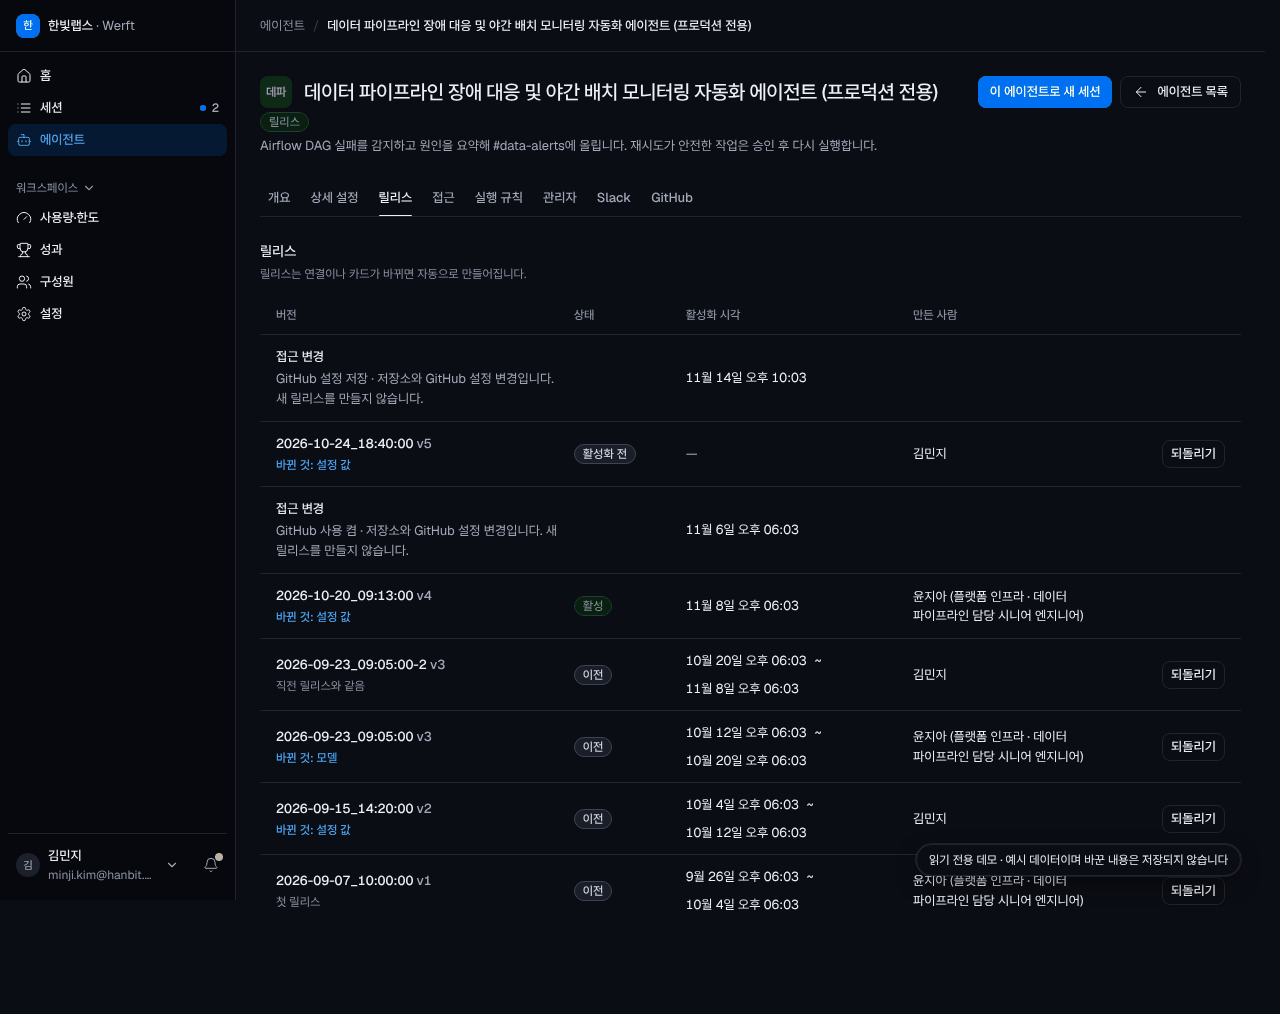 한 한빛랩스 · Werft
홈
세션 2
에이전트
워크스페이스
사용량·한도
성과
구성원
설정
김 김민지
minji.kim@hanbit....
에이전트 / 데이터 파이프라인 장애 대응 및 야간 배치 모니터링 자동화 에이전트 (프로덕션 전용)
데파 데이터 파이프라인 장애 대응 및 야간 배치 모니터링 자동화 에이전트 (프로덕션 전용)
릴리스
이 에이전트로 새 세션
← 에이전트 목록
Airflow DAG 실패를 감지하고 원인을 요약해 #data-alerts에 올립니다. 재시도가 안전한 작업은 승인 후 다시 실행합니다.
개요 상세 설정 릴리스 접근 실행 규칙 관리자 Slack GitHub
릴리스
릴리스는 연결이나 카드가 바뀌면 자동으로 만들어집니다.
버전 상태 활성화 시각 만든 사람
접근 변경
GitHub 설정 저장 · 저장소와 GitHub 설정 변경입니다.
새 릴리스를 만들지 않습니다.
11월 14일 오후 10:03
2026-10-24_18:40:00 v5
바뀐 것: 설정 값
활성화 전
—
김민지
되돌리기
접근 변경
GitHub 사용 켬 · 저장소와 GitHub 설정 변경입니다. 새
릴리스를 만들지 않습니다.
11월 6일 오후 06:03
2026-10-20_09:13:00 v4
바뀐 것: 설정 값
활성
11월 8일 오후 06:03
윤지아 (플랫폼 인프라 · 데이터
파이프라인 담당 시니어 엔지니어)
2026-09-23_09:05:00-2 v3
직전 릴리스와 같음
이전
10월 20일 오후 06:03 ~
11월 8일 오후 06:03
김민지
되돌리기
2026-09-23_09:05:00 v3
바뀐 것: 모델
이전
10월 12일 오후 06:03 ~
10월 20일 오후 06:03
윤지아 (플랫폼 인프라 · 데이터
파이프라인 담당 시니어 엔지니어)
되돌리기
2026-09-15_14:20:00 v2
바뀐 것: 설정 값
이전
10월 4일 오후 06:03 ~
10월 12일 오후 06:03
김민지
되돌리기
2026-09-07_10:00:00 v1
첫 릴리스
이전
9월 26일 오후 06:03 ~
10월 4일 오후 06:03
윤지아 (플랫폼 인프라 · 데이터
파이프라인 담당 시니어 엔지니어)
되돌리기
읽기 전용 데모 · 예시 데이터이며 바꾼 내용은 저장되지 않습니다